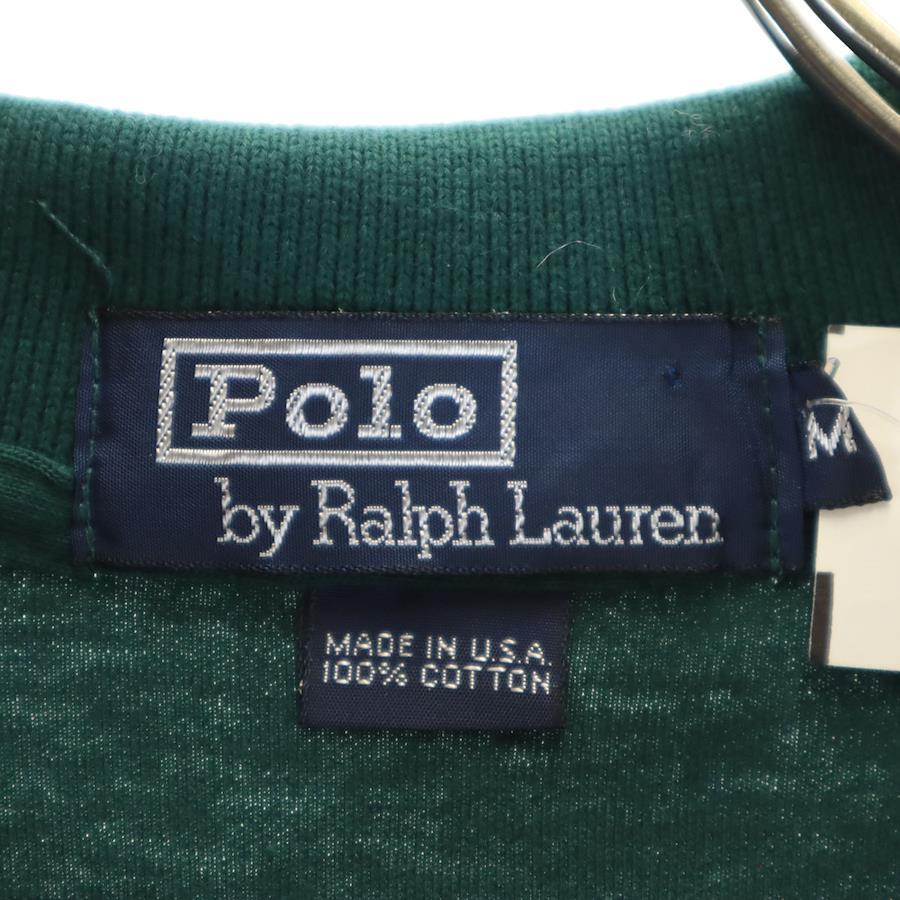 Polo
by Ralph Lauren
M
MADE IN U.S.A.
100% COTTON